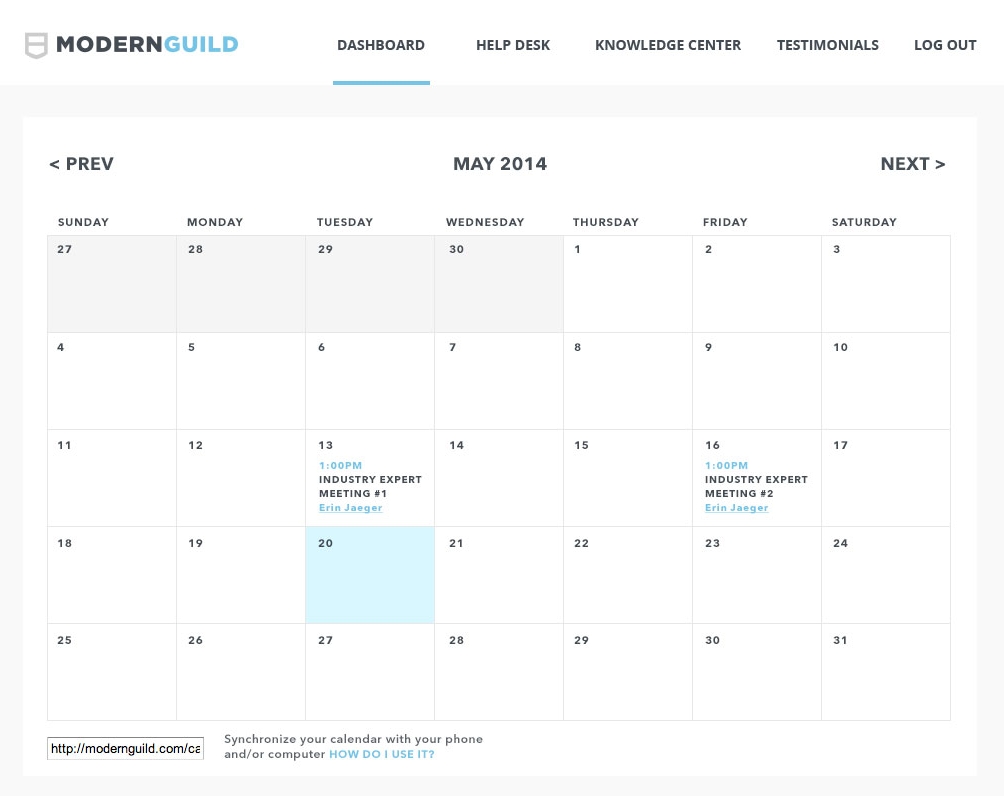 MODERNGUILD
DASHBOARD HELP DESK KNOWLEDGE CENTER TESTIMONIALS LOG OUT
< PREV MAY 2014 NEXT >
SUNDAY MONDAY TUESDAY WEDNESDAY THURSDAY FRIDAY SATURDAY
27 28 29 30 1 2 3
4 5 6 7 8 9 10
11 12 13 14 15 16 17
1:00PM 1:00PM
INDUSTRY EXPERT INDUSTRY EXPERT
MEETING #1 MEETING #2
Erin Jaeger Erin Jaeger
18 19 20 21 22 23 24
25 26 27 28 29 30 31
http://modernguild.com/ca
Synchronize your calendar with your phone
and/or computer HOW DO I USE IT?